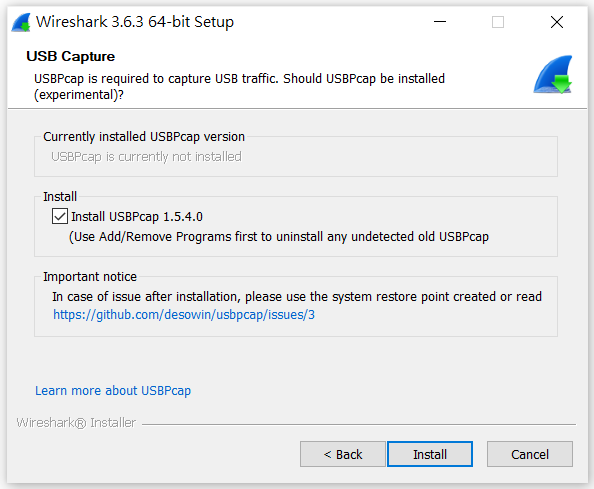 Wireshark 3.6.3 64-bit Setup
USB Capture
USBPcap is required to capture USB traffic. Should USBPcap be installed
(experimental)?
Currently installed USBPcap version
USBPcap is currently not installed
Install
Install USBPcap 1.5.4.0
(Use Add/Remove Programs first to uninstall any undetected old USBPcap
Important notice
In case of issue after installation, please use the system restore point created or read
https://github.com/desowin/usbpcap/issues/3
Learn more about USBPcap
Wireshark® Installer
< Back
Install
Cancel